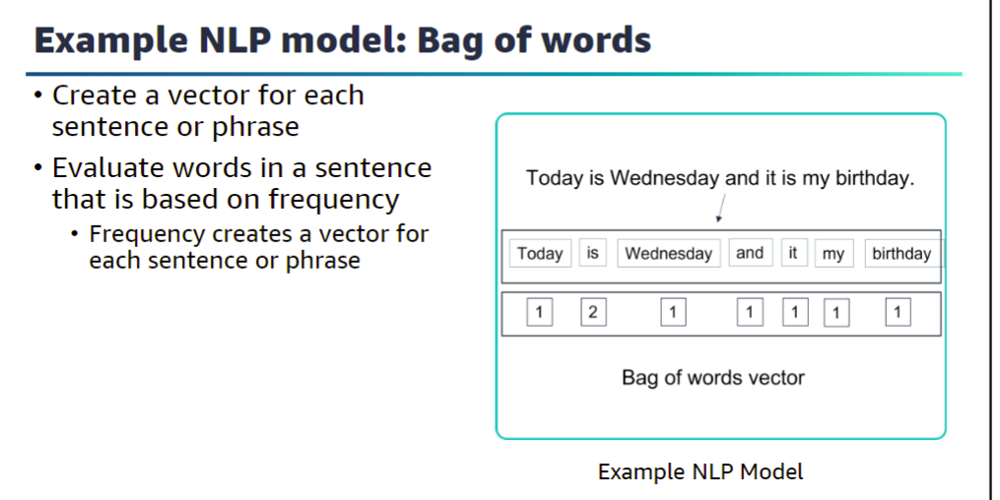 Example NLP model: Bag of words
• Create a vector for each
sentence or phrase
• Evaluate words in a sentence
that is based on frequency
• Frequency creates a vector for
each sentence or phrase
Today is Wednesday and it is my birthday.
Today is Wednesday and it my birthday
1 2 1 1 1 1 1
Bag of words vector
Example NLP Model